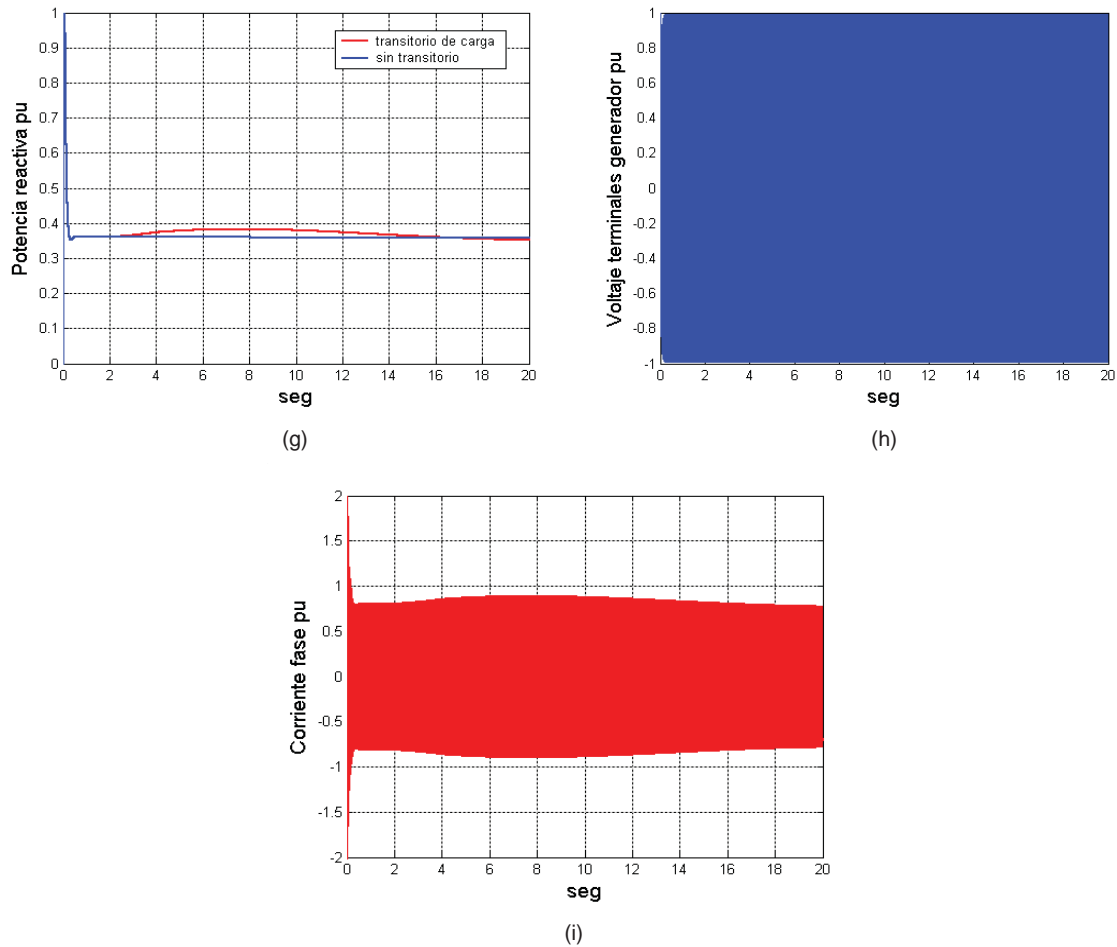 Potencia reactiva pu
1
0.9
0.8
0.7
0.6
0.5
0.4
0.3
0.2
0.1
0
transitorio de carga
sin transitorio
0 2 4 6 8 10 12 14 16 18 20
seg
(g)
Voltaje terminales generador pu
1
0.8
0.6
0.4
0.2
0
-0.2
-0.4
-0.6
-0.8
-1
0 2 4 6 8 10 12 14 16 18 20
seg
(h)
Corriente fase pu
2
1.5
1
0.5
0
-0.5
-1
-1.5
-2
0 2 4 6 8 10 12 14 16 18 20
seg
(i)